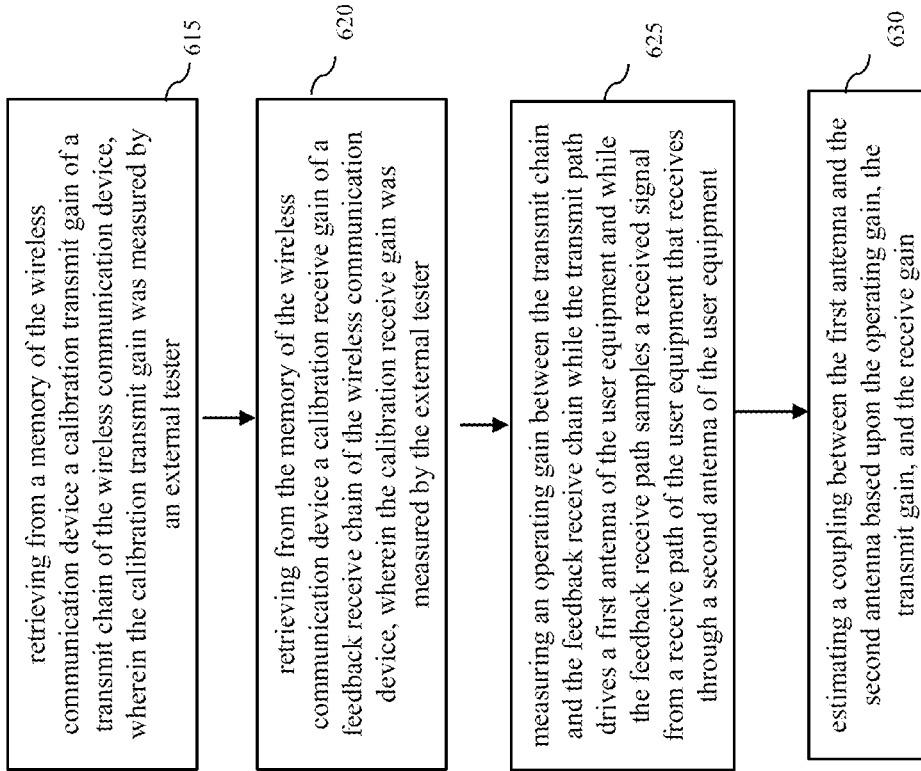 retrieving from a memory of the wireless
communication device a calibration transmit gain of a
transmit chain of the wireless communication device,
wherein the calibration transmit gain was measured by
an external tester
615
retrieving from the memory of the wireless
communication device a calibration receive gain of a
feedback receive chain of the wireless communication
device, wherein the calibration receive gain was
measured by the external tester
620
measuring an operating gain between the transmit chain
and the feedback receive chain while the transmit path
drives a first antenna of the user equipment and while
the feedback receive path samples a received signal
from a receive path of the user equipment that receives
through a second antenna of the user equipment
625
estimating a coupling between the first antenna and the
second antenna based upon the operating gain, the
transmit gain, and the receive gain
630